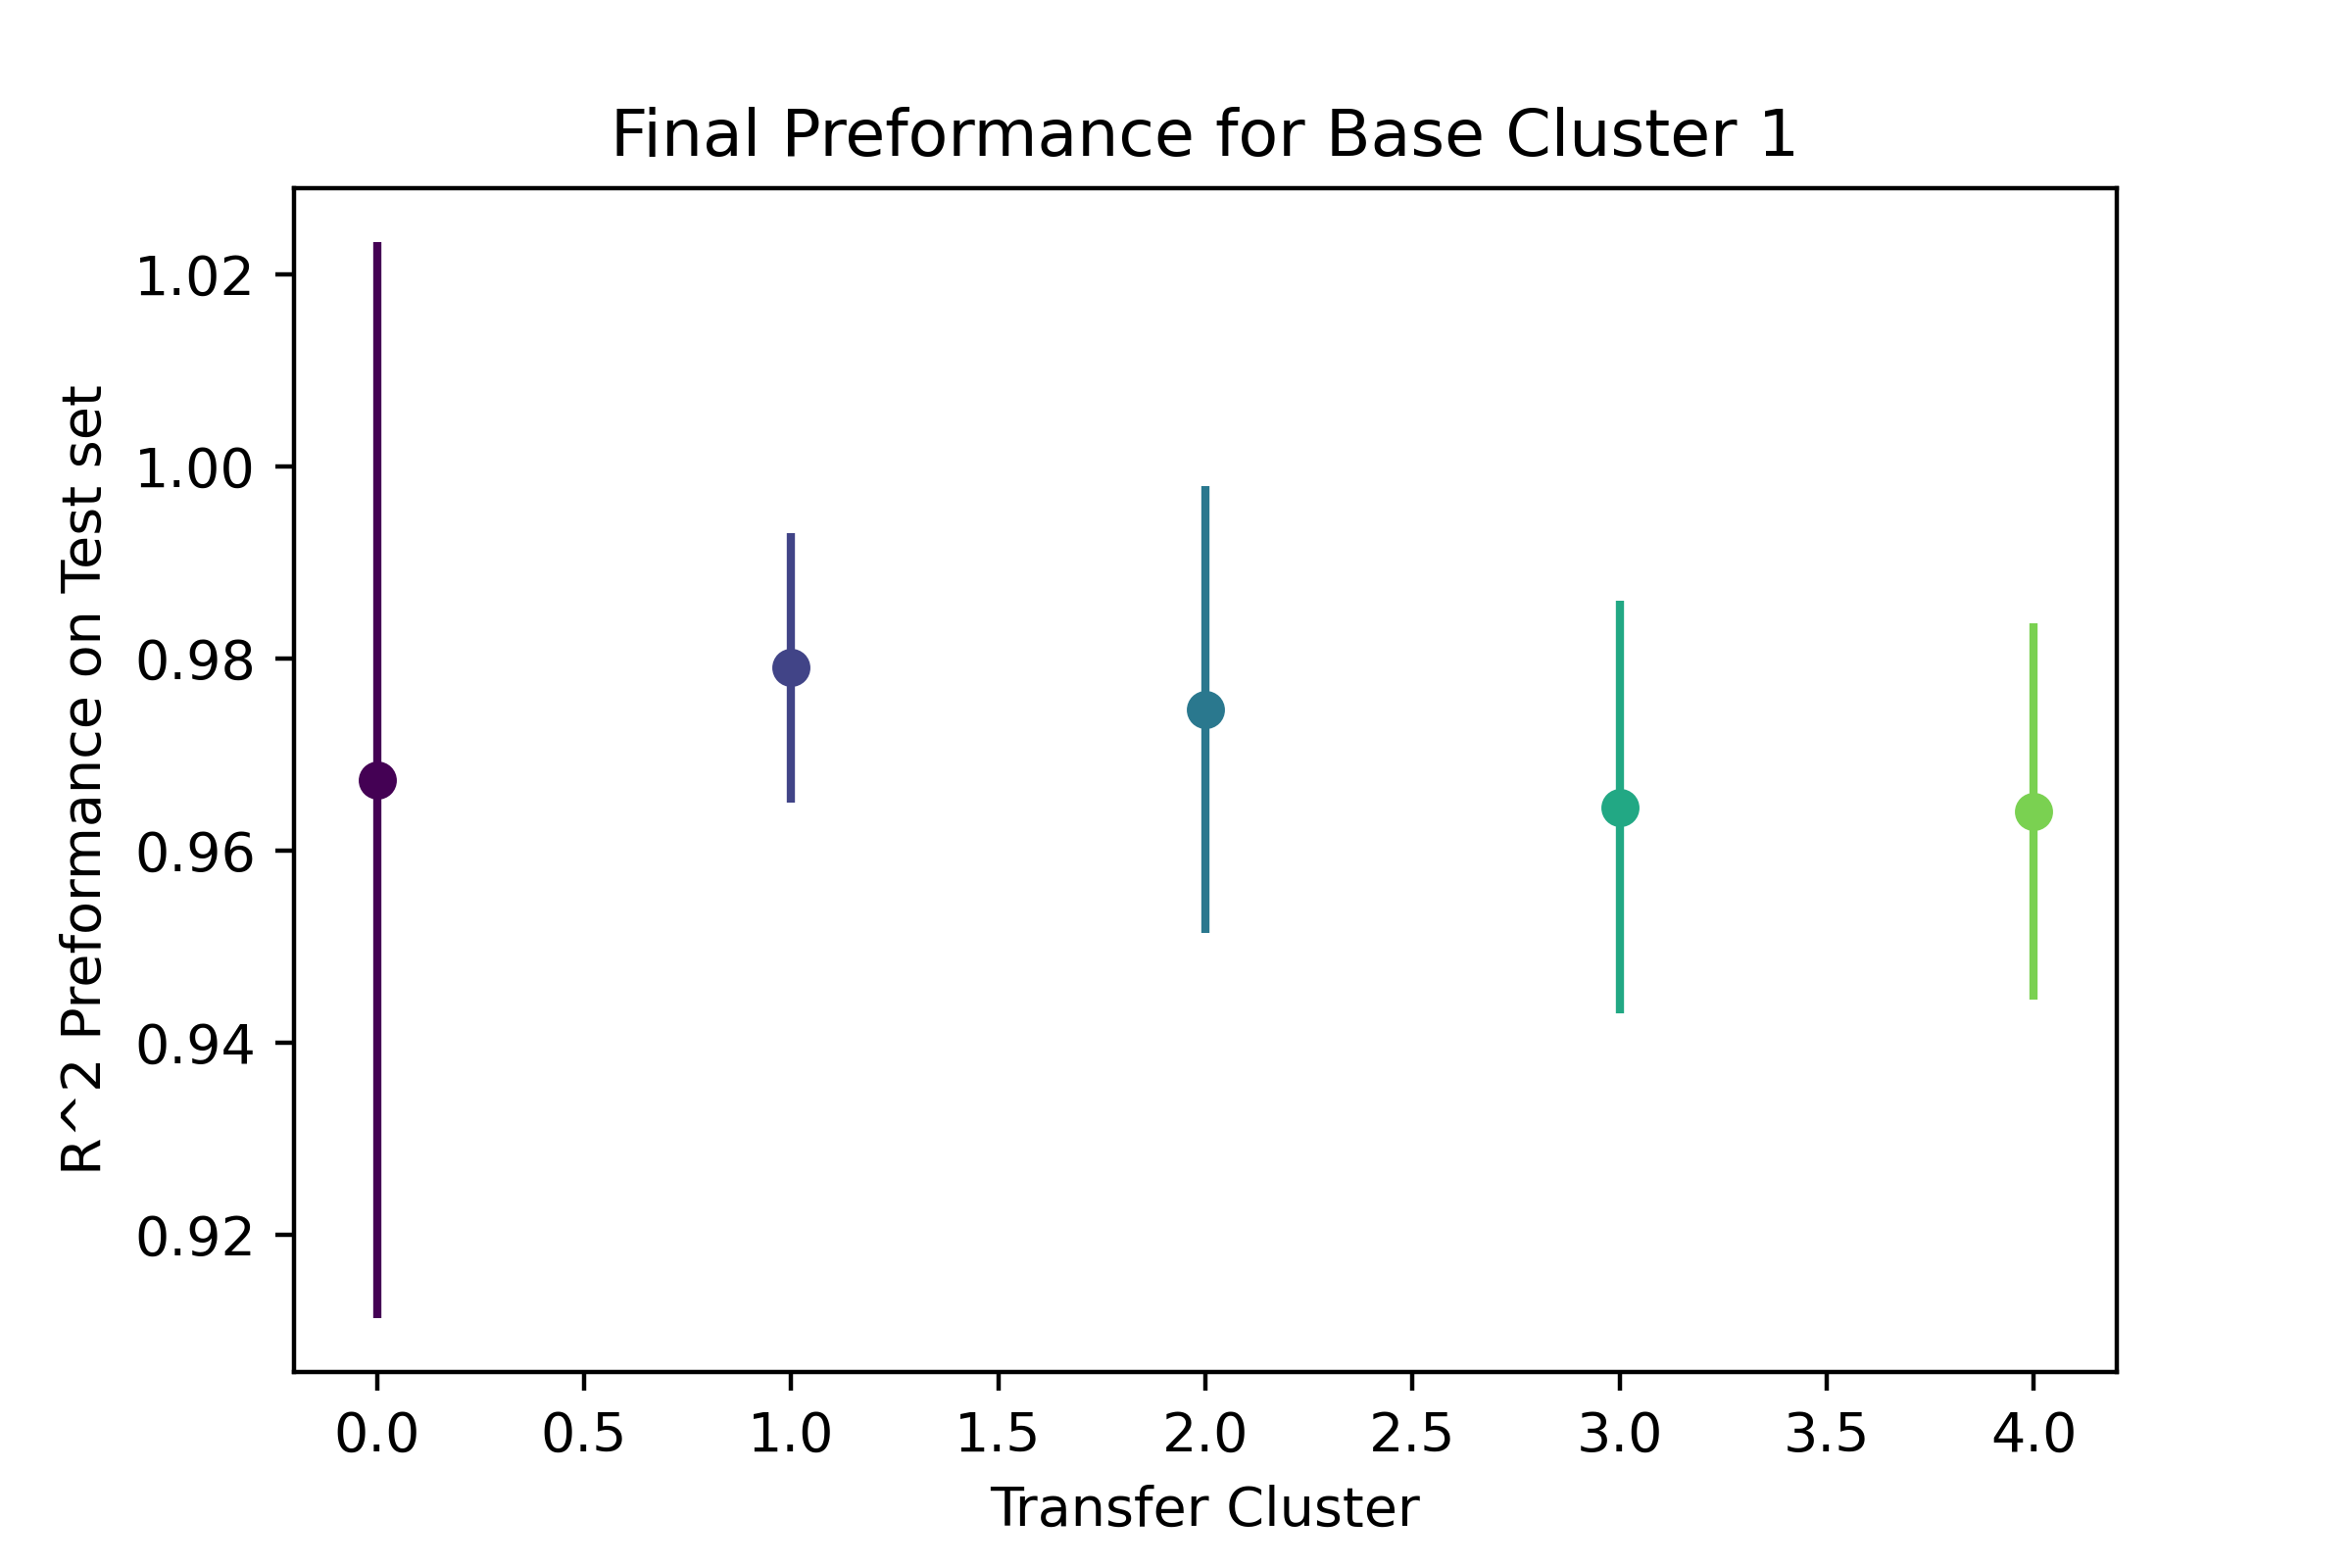 Final Preformance for Base Cluster 1
R^2 Preformance on Test set
1.02
1.00
0.98
0.96
0.94
0.92
0.0 0.5 1.0 1.5 2.0 2.5 3.0 3.5 4.0
Transfer Cluster